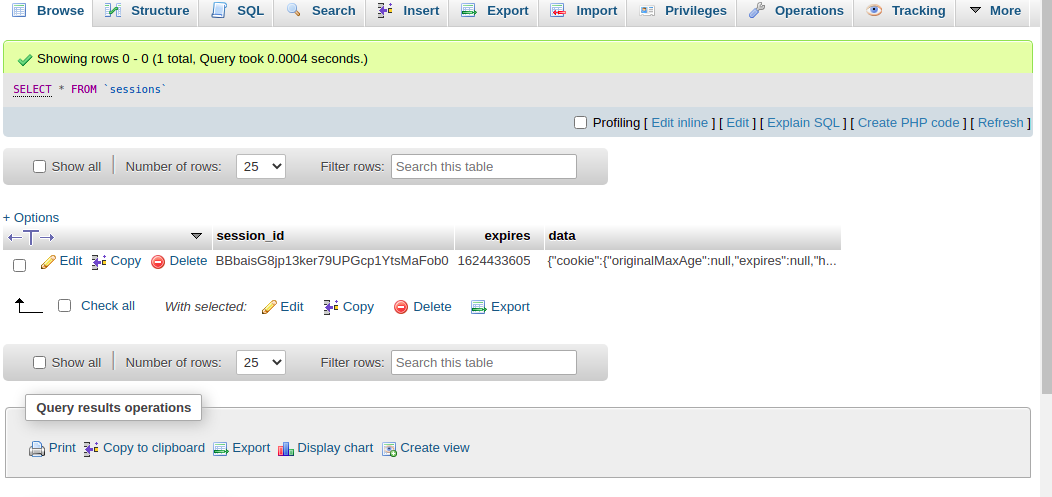 Browse Structure SQL Search Insert Export Import Privileges Operations Tracking More
Showing rows 0 - 0 (1 total, Query took 0.0004 seconds.)
SELECT * FROM `sessions`
Profiling [ Edit inline ] [ Edit ] [ Explain SQL ] [ Create PHP code ] [ Refresh ]
Show all Number of rows: 25 Filter rows: Search this table
+ Options
←T→ session_id expires data
Edit Copy Delete BBbaisG8jp13ker79UPGcp1YtsMaFob0 1624433605 {"cookie":{"originalMaxAge":null,"expires":null,"h...
Check all With selected: Edit Copy Delete Export
Show all Number of rows: 25 Filter rows: Search this table
Query results operations
Print Copy to clipboard Export Display chart Create view